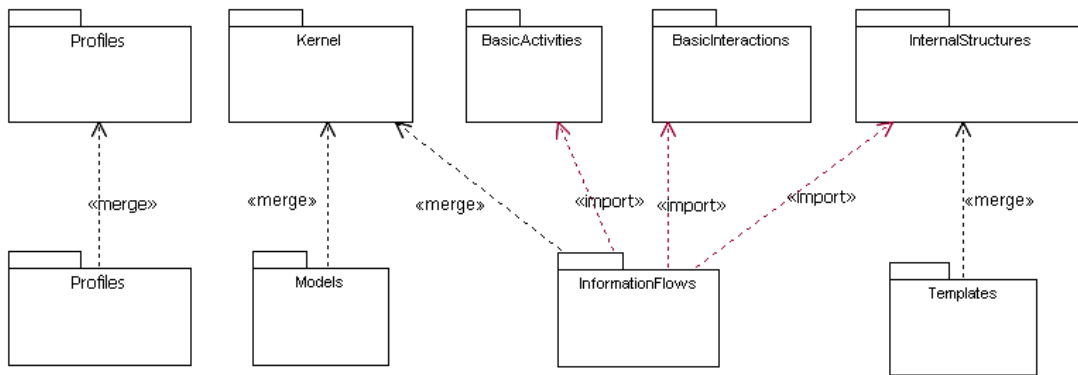 Profiles
Kernel
BasicActivities
BasicInteractions
InternalStructures
«merge»
«merge»
«merge»
«import»
«import»
«import»
«merge»
Profiles
Models
InformationFlows
Templates